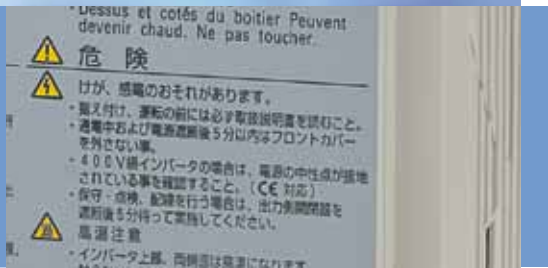 ・Dessus et cotés du boitier Peuvent
devenir chaud. Ne pas toucher.
危 険
けが、感電のおそれがあります。
・据え付け、運転の前には必ず取扱説明書を読むこと。
・通電中および電源遮断後5分以内はフロントカバー
を外さない事。
・400V級インバータの場合は、電源の中性点が接地
されている事を確認すること。(CE 対応)
・保守・点検、配線を行う場合は、出力側開閉器を
遮断後5分待って実施してください。
高温注意
・インバータ上部、両側面は高温になります。